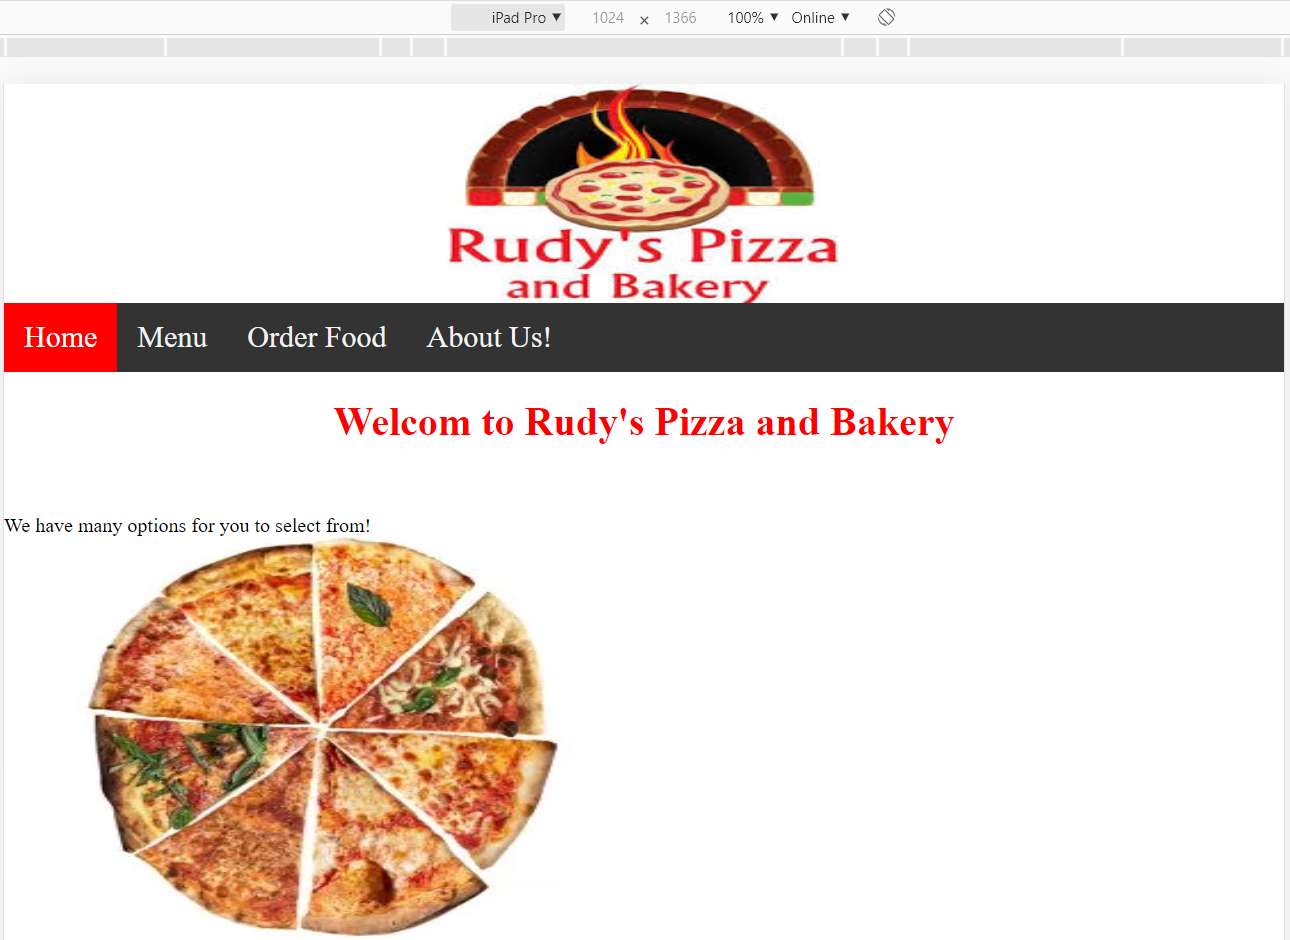 iPad Pro ▼ 1024 × 1366 100% ▼ Online ▼
Rudy's Pizza
and Bakery
Home Menu Order Food About Us!
Welcom to Rudy's Pizza and Bakery
We have many options for you to select from!